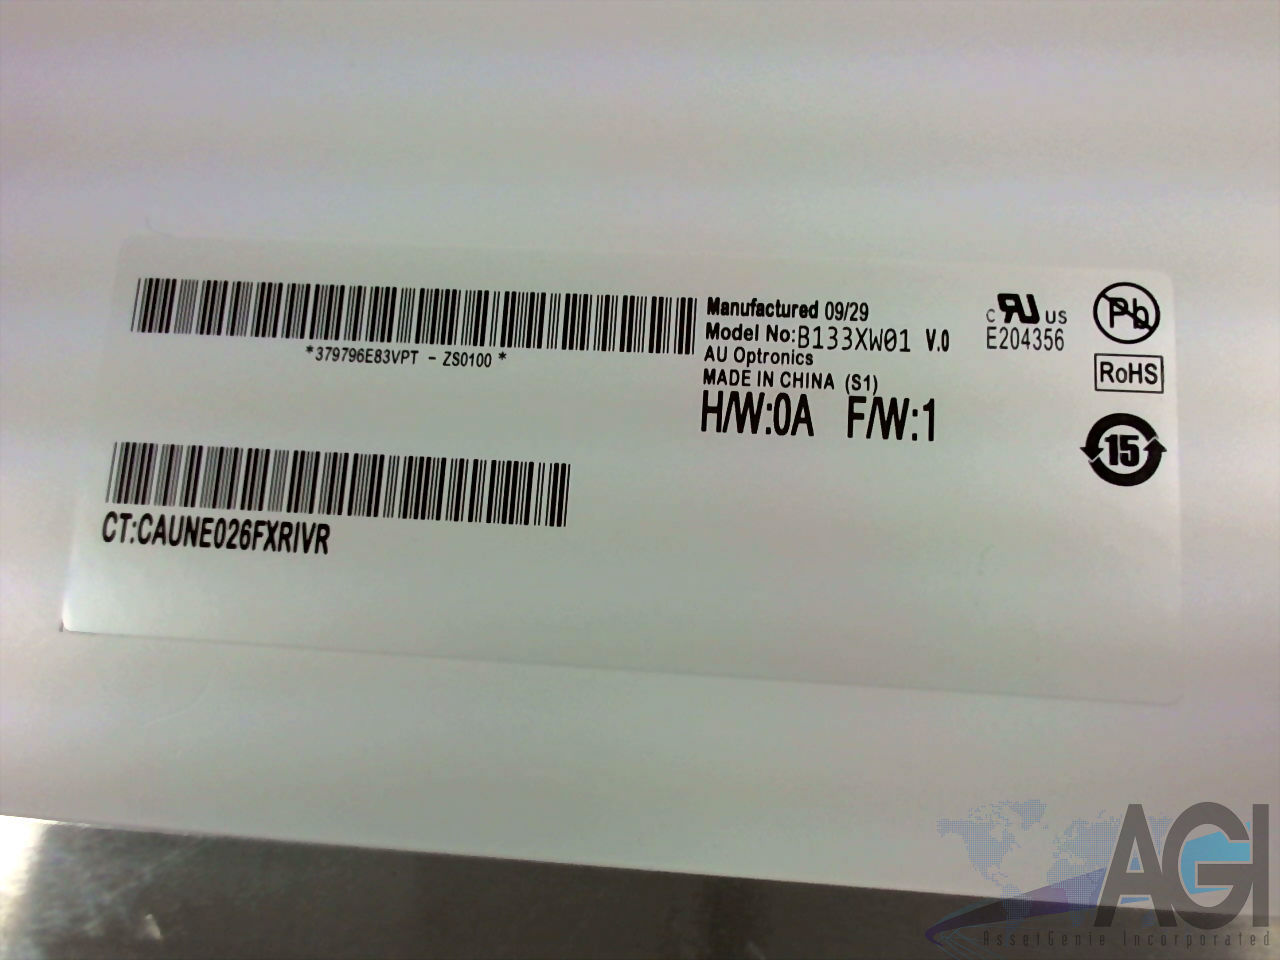 *379796E83VPT - ZS0100 *
CT:CAUNE026FXRIVR
Manufactured 09/29
Model No:B133XW01 V.0
AU Optronics
MADE IN CHINA (S1)
H/W:0A F/W:1
c RU US
E204356
Pb
RoHS
15
AGI
AssetGenie Incorporated